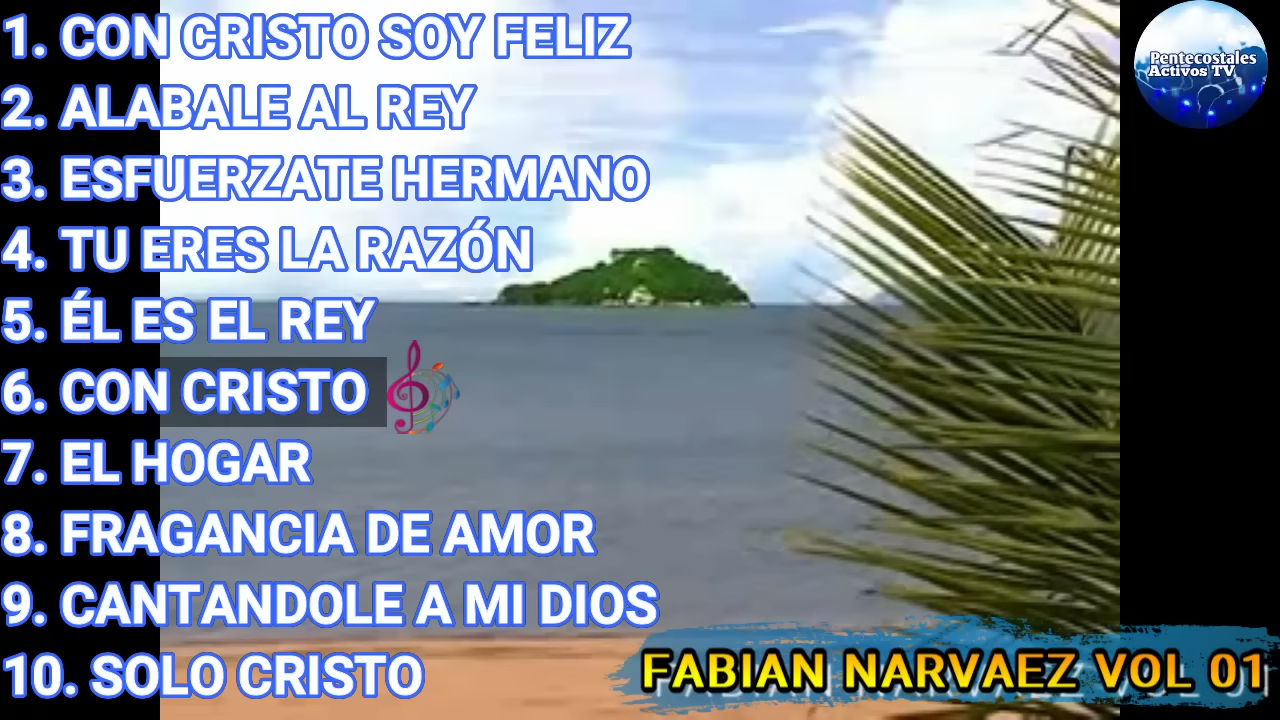 1. CON CRISTO SOY FELIZ
2. ALABALE AL REY
3. ESFUERZATE HERMANO
4. TU ERES LA RAZÓN
5. ÉL ES EL REY
6. CON CRISTO
7. EL HOGAR
8. FRAGANCIA DE AMOR
9. CANTANDOLE A MI DIOS
10. SOLO CRISTO
Pentecostales
Activos TV
FABIAN NARVAEZ VOL 01